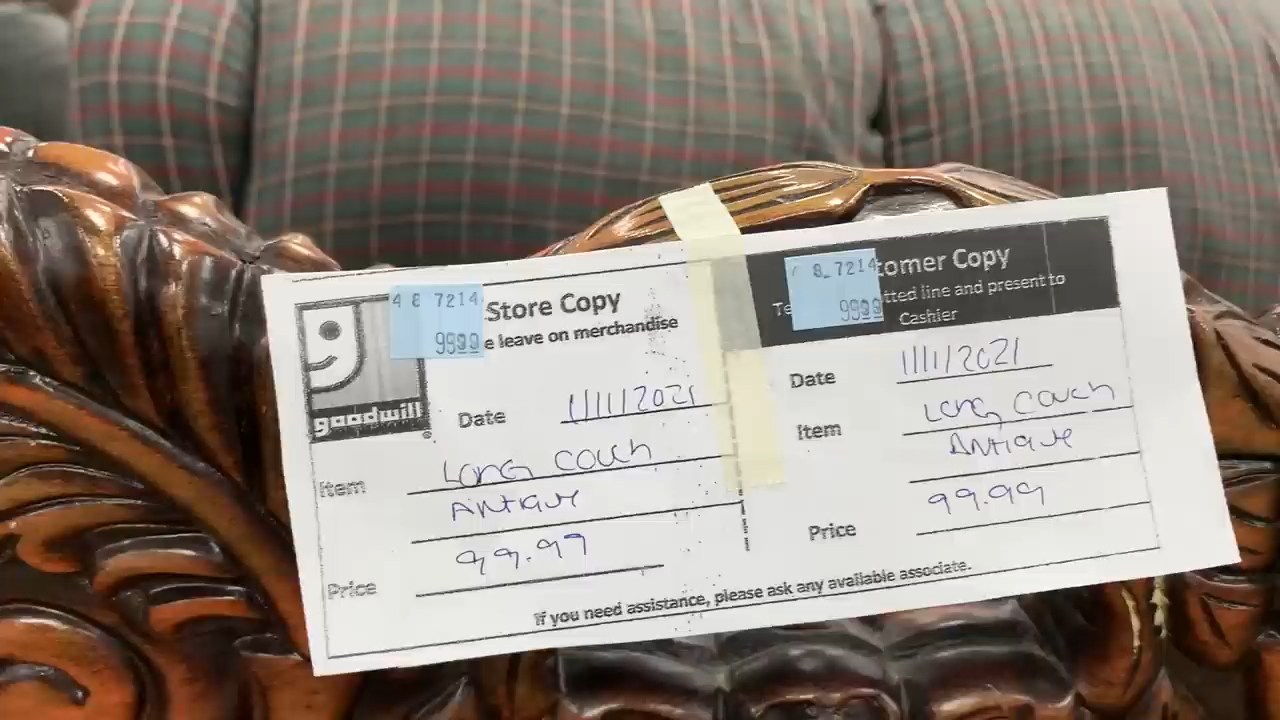 4 8 7214
9999
Store Copy
e leave on merchandise
goodwill
Date 1/11/2021
Item Long couch
Antique
Price 99.99
8 7214
9999
tomer Copy
Te tted line and present to
Cashier
Date 1/11/2021
Item Long couch
Antique
Price 99.99
If you need assistance, please ask any available associate.